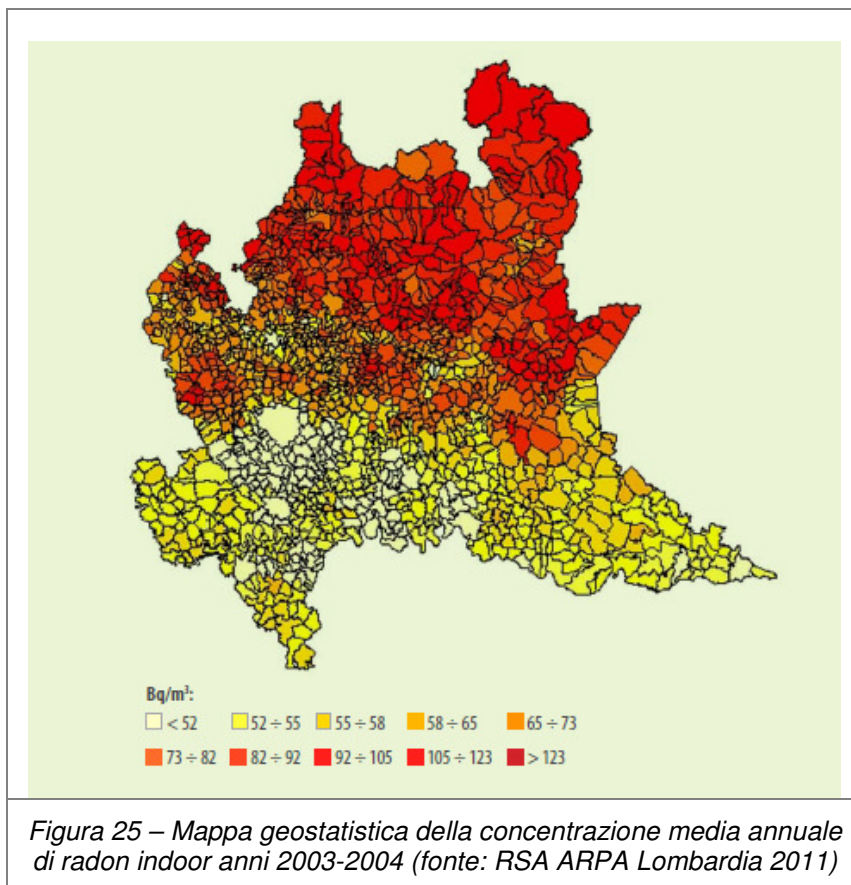 Bq/m³:
< 52 52 ÷ 55 55 ÷ 58 58 ÷ 65 65 ÷ 73
73 ÷ 82 82 ÷ 92 92 ÷ 105 105 ÷ 123 > 123
Figura 25 – Mappa geostatistica della concentrazione media annuale
di radon indoor anni 2003-2004 (fonte: RSA ARPA Lombardia 2011)